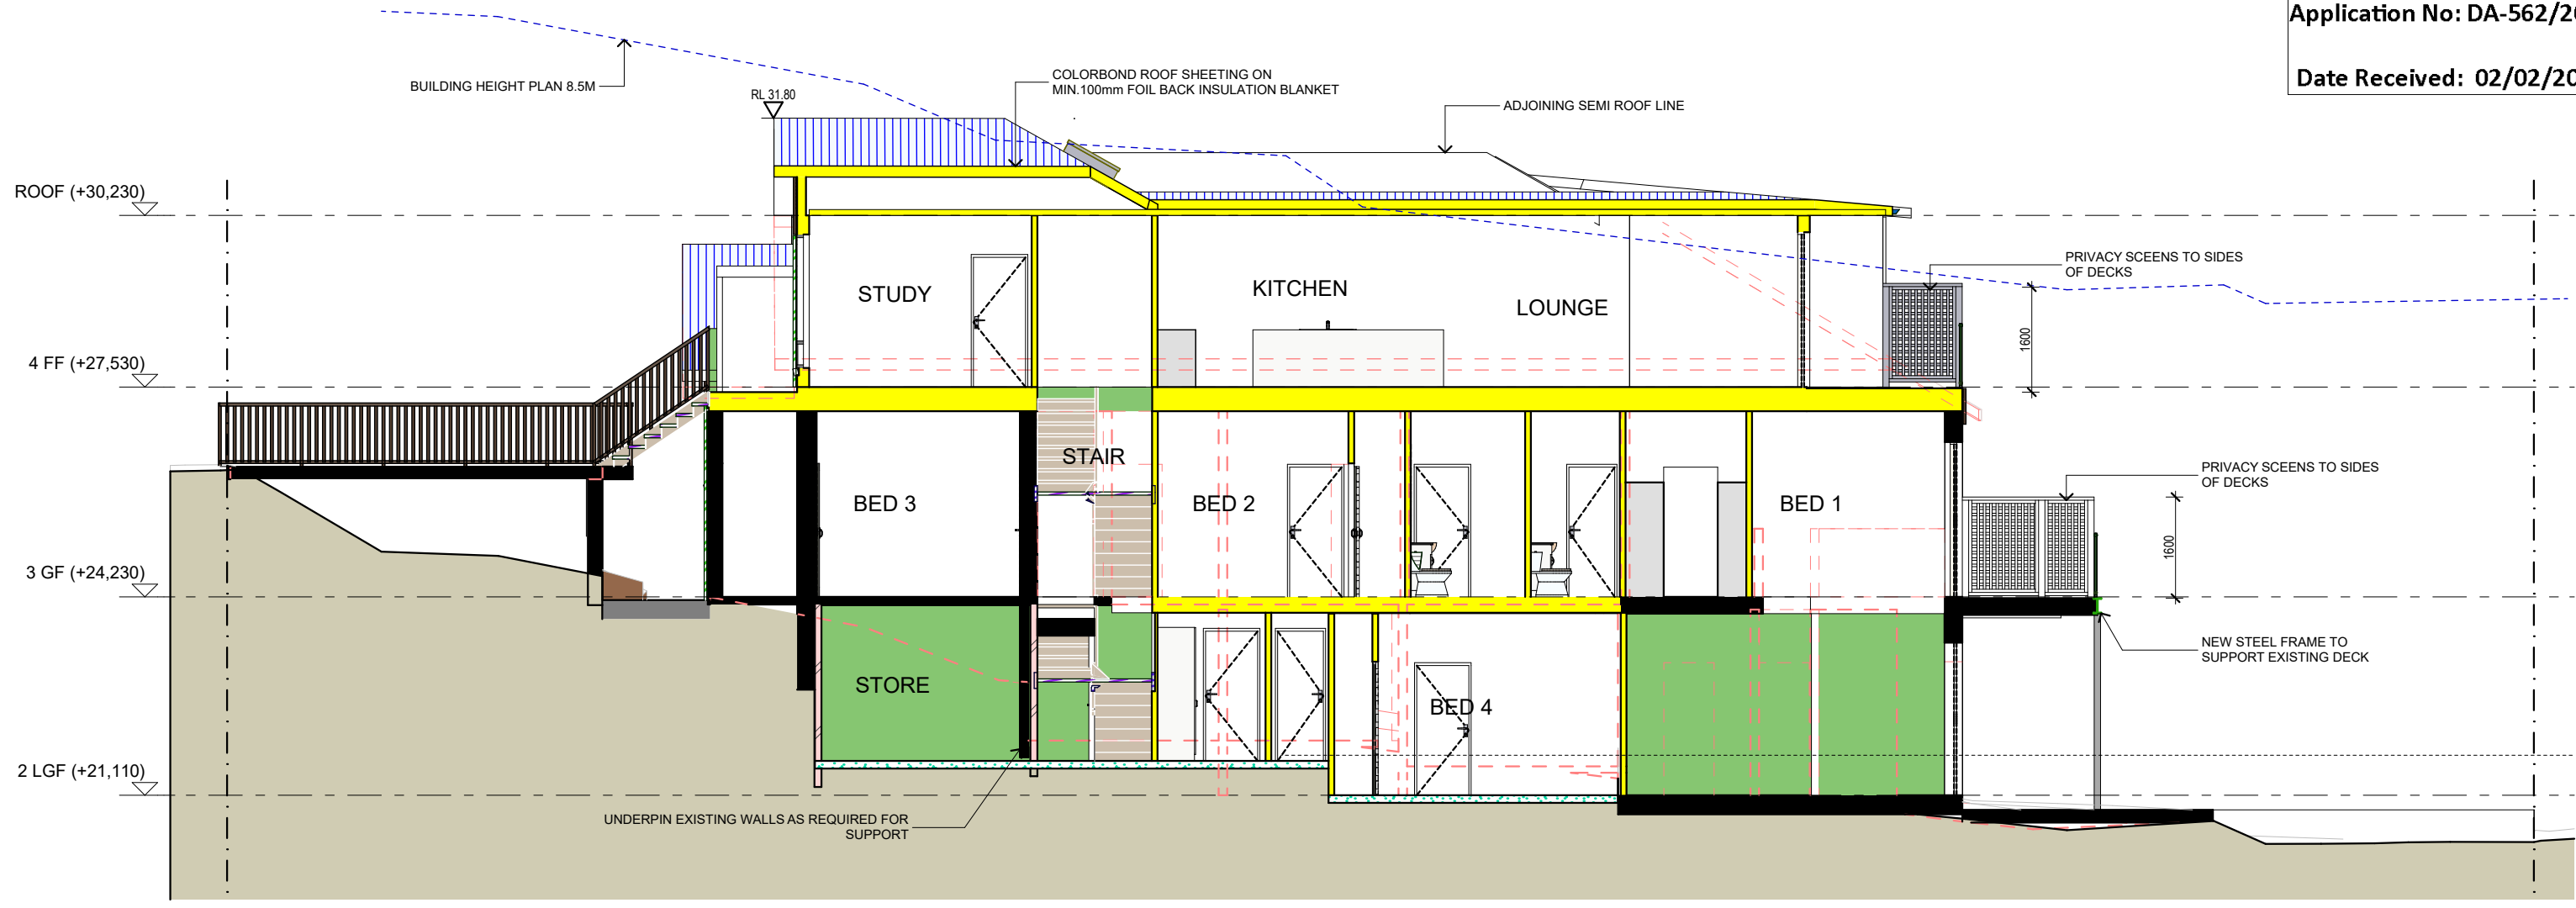 Application No: DA-562/20
Date Received: 02/02/20
BUILDING HEIGHT PLAN 8.5M
COLORBOND ROOF SHEETING ON
MIN.100mm FOIL BACK INSULATION BLANKET
RL 31.80
ADJOINING SEMI ROOF LINE
ROOF (+30,230)
PRIVACY SCEENS TO SIDES
OF DECKS
STUDY
KITCHEN
LOUNGE
1600
4 FF (+27,530)
STAIR
PRIVACY SCEENS TO SIDES
OF DECKS
BED 3
BED 2
BED 1
1600
3 GF (+24,230)
NEW STEEL FRAME TO
SUPPORT EXISTING DECK
STORE
BED 4
2 LGF (+21,110)
UNDERPIN EXISTING WALLS AS REQUIRED FOR
SUPPORT